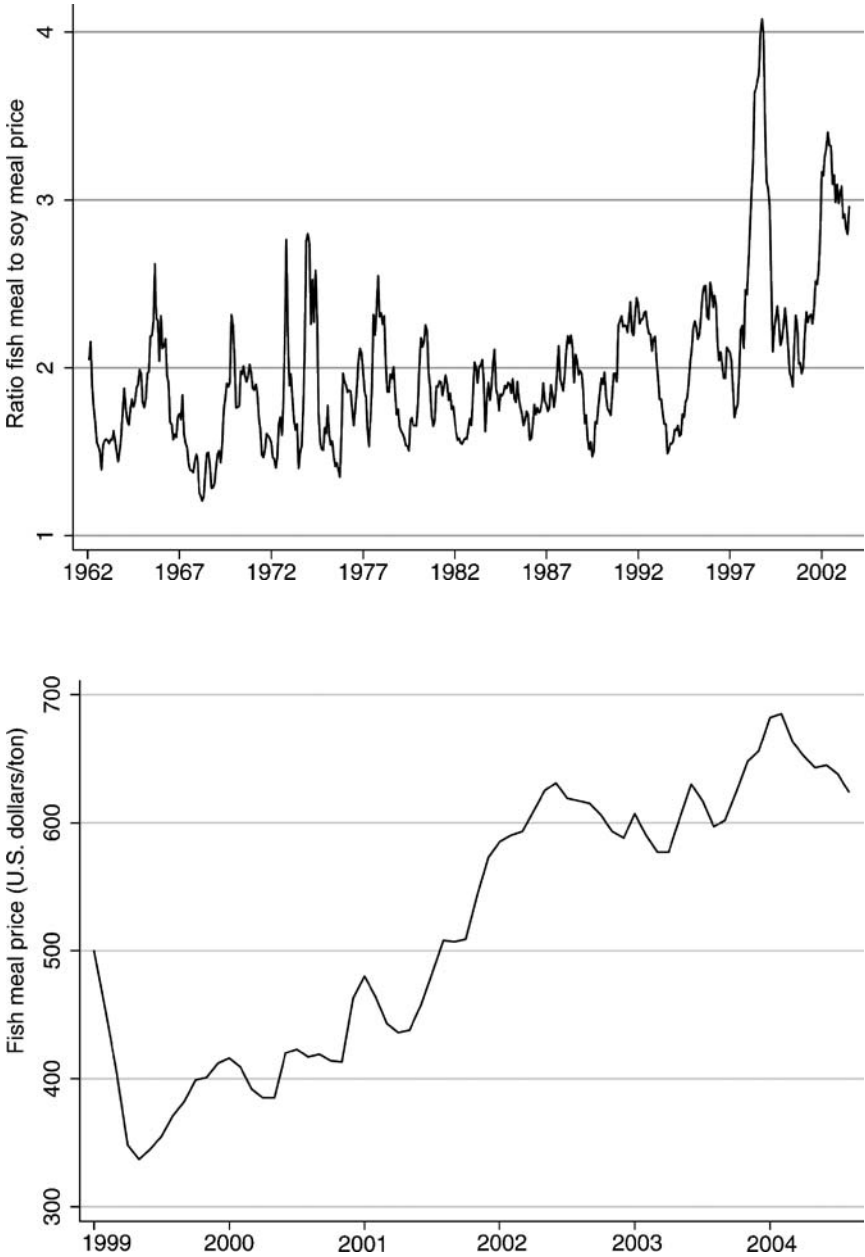 Ratio fish meal to soy meal price
4
3
2
1
1962 1967 1972 1977 1982 1987 1992 1997 2002
Fish meal price (U.S. dollars/ton)
700
600
500
400
300
1999 2000 2001 2002 2003 2004